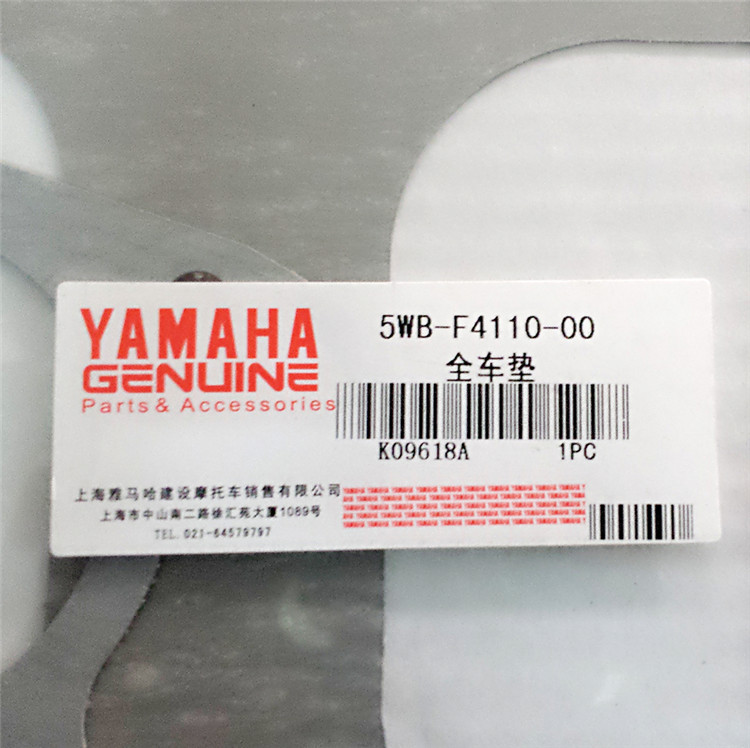 YAMAHA
GENUINE
Parts & Accessories
5WB-F4110-00
全车垫
K09618A 1PC
上海雅马哈建设摩托车销售有限公司
上海市中山南二路徐汇苑大厦1089号
TEL.021-64579797